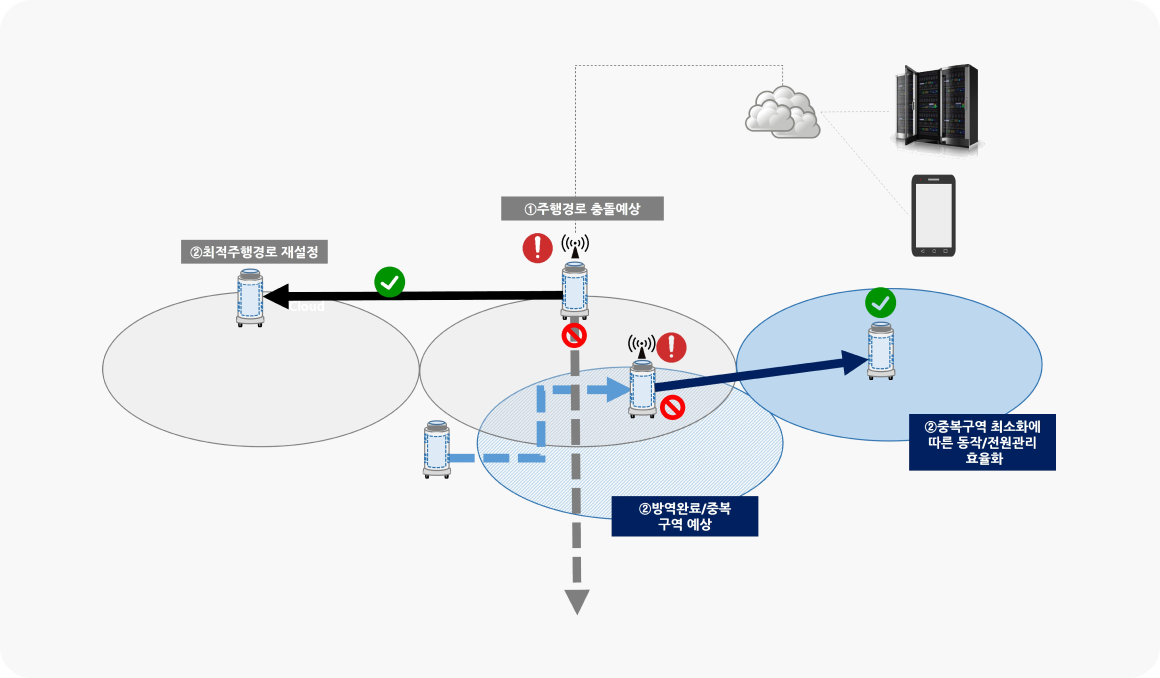 ①주행경로 충돌예상
②최적주행경로 재설정
Cloud
②중복구역 최소화에
따른 동작/전원관리
효율화
②방역완료/중복
구역 예상